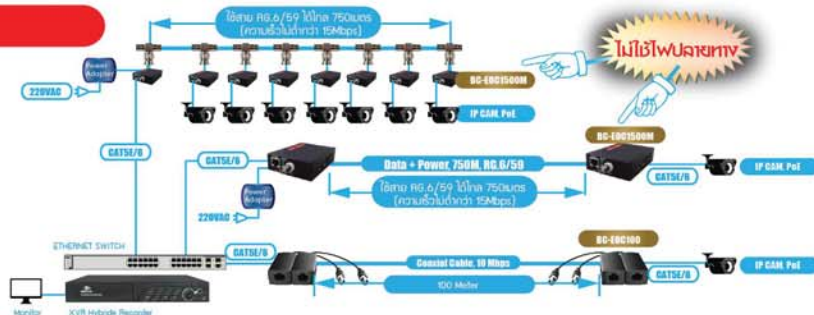 ใช้สาย RG.6/59 ได้ไกล 750เมตร
(ความเร็วไม่ต่ำกว่า 15Mbps)
ไม่ใช้ไฟปลายทาง
Power
Adapter
220VAC
BC-EOC1500M
IP CAM, PoE
BC-EOC1500M
CAT5E/6
CAT5E/6
Data + Power, 750M, RG.6/59
IP CAM, PoE
CAT5E/6
ใช้สาย RG.6/59 ได้ไกล 750เมตร
(ความเร็วไม่ต่ำกว่า 15Mbps)
Power
Adapter
220VAC
BC-EOC100
ETHERNET SWITCH
CAT5E/6
Coaxial Cable, 10 Mbps
IP CAM, PoE
CAT5E/6
100 Meter
Monitor
XVR Hybride Recorder